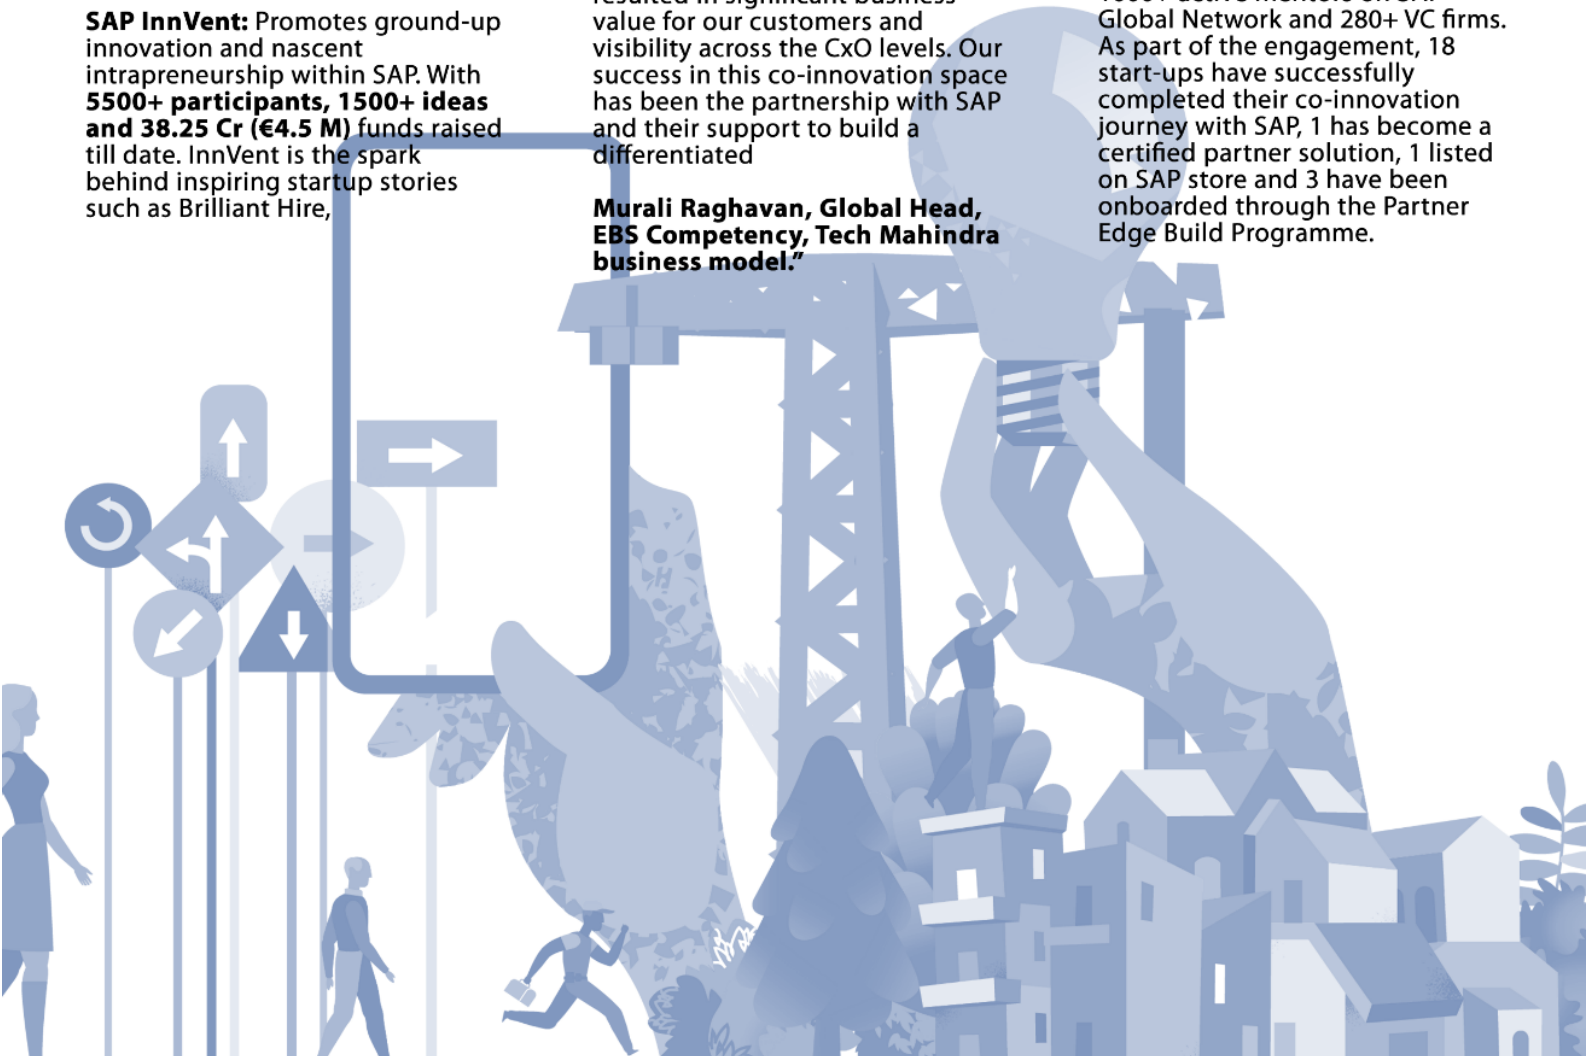 SAP InnVent: Promotes ground-up
innovation and nascent
intrapreneurship within SAP. With
5500+ participants, 1500+ ideas
and 38.25 Cr (€4.5 M) funds raised
till date. InnVent is the spark
behind inspiring startup stories
such as Brilliant Hire,
resulted in significant business
value for our customers and
visibility across the CxO levels. Our
success in this co-innovation space
has been the partnership with SAP
and their support to build a
differentiated
Murali Raghavan, Global Head,
EBS Competency, Tech Mahindra
business model.”
Global Network and 280+ VC firms.
As part of the engagement, 18
start-ups have successfully
completed their co-innovation
journey with SAP, 1 has become a
certified partner solution, 1 listed
on SAP store and 3 have been
onboarded through the Partner
Edge Build Programme.